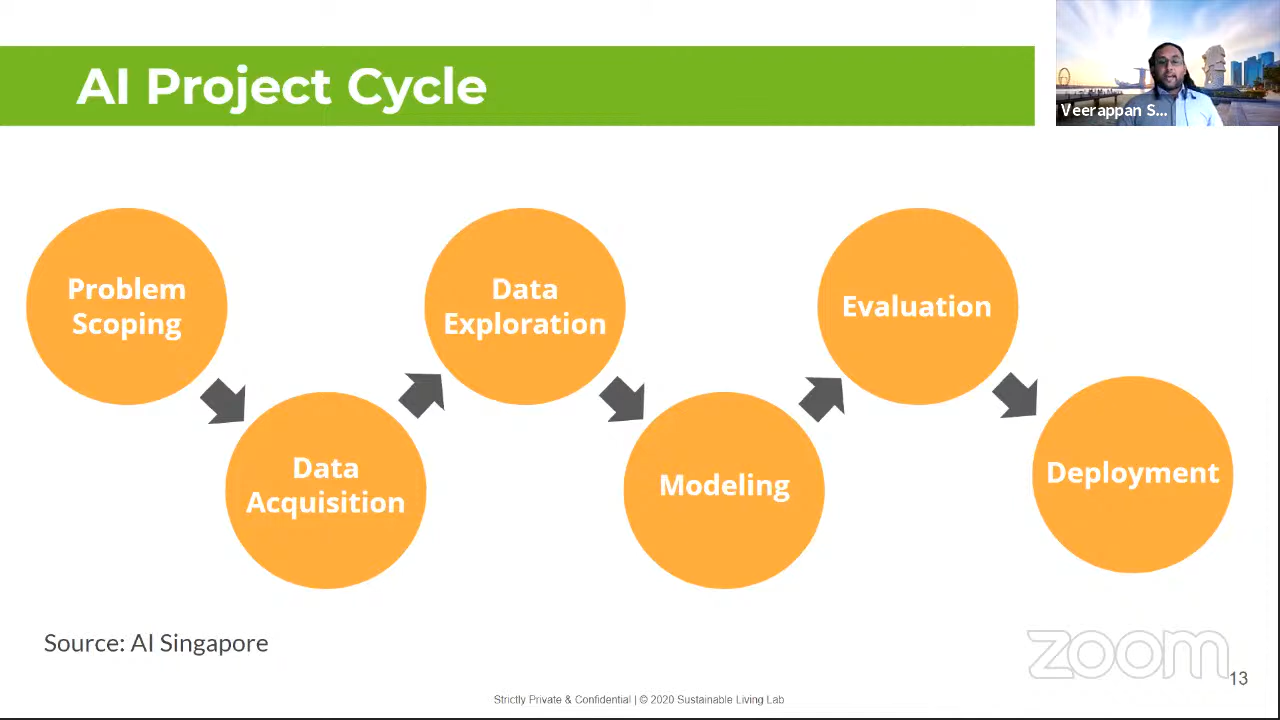 AI Project Cycle
Veerappan S...
Problem
Scoping
Data
Acquisition
Data
Exploration
Modeling
Evaluation
Deployment
Source: AI Singapore
zoom
13
Strictly Private & Confidential | © 2020 Sustainable Living Lab